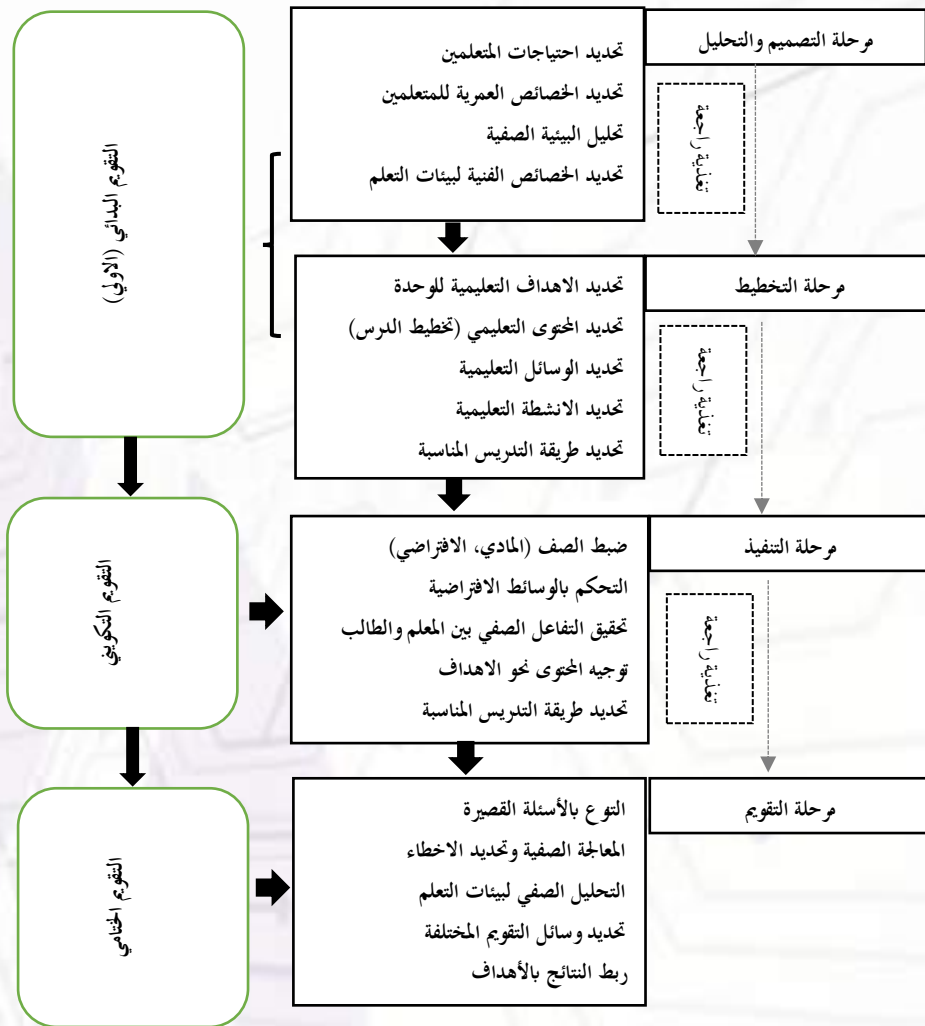 مرحلة التصميم والتحليل
تحديد احتياجات المتعلمين
تحديد الخصائص العمرية للمتعلمين
تحليل البيئية الصفية
تحديد الخصائص الفنية لبيئات التعلم
التقويم البدائي (الاولي)
تغذية راجعة
مرحلة التخطيط
تحديد الاهداف التعليمية للوحدة
تحديد المحتوى التعليمي (تخطيط الدرس)
تحديد الوسائل التعليمية
تحديد الانشطة التعليمية
تحديد طريقة التدريس المناسبة
تغذية راجعة
مرحلة التنفيذ
ضبط الصف (المادي، الافتراضي)
التحكم بالوسائط الافتراضية
تحقيق التفاعل الصفي بين المعلم والطالب
توجيه المحتوى نحو الاهداف
تحديد طريقة التدريس المناسبة
التقويم التكويني
تغذية راجعة
مرحلة التقويم
التوع بالأسئلة القصيرة
المعالجة الصفية وتحديد الاخطاء
التحليل الصفي لبيئات التعلم
تحديد وسائل التقويم المختلفة
ربط النتائج بالأهداف
التقويم الختامي